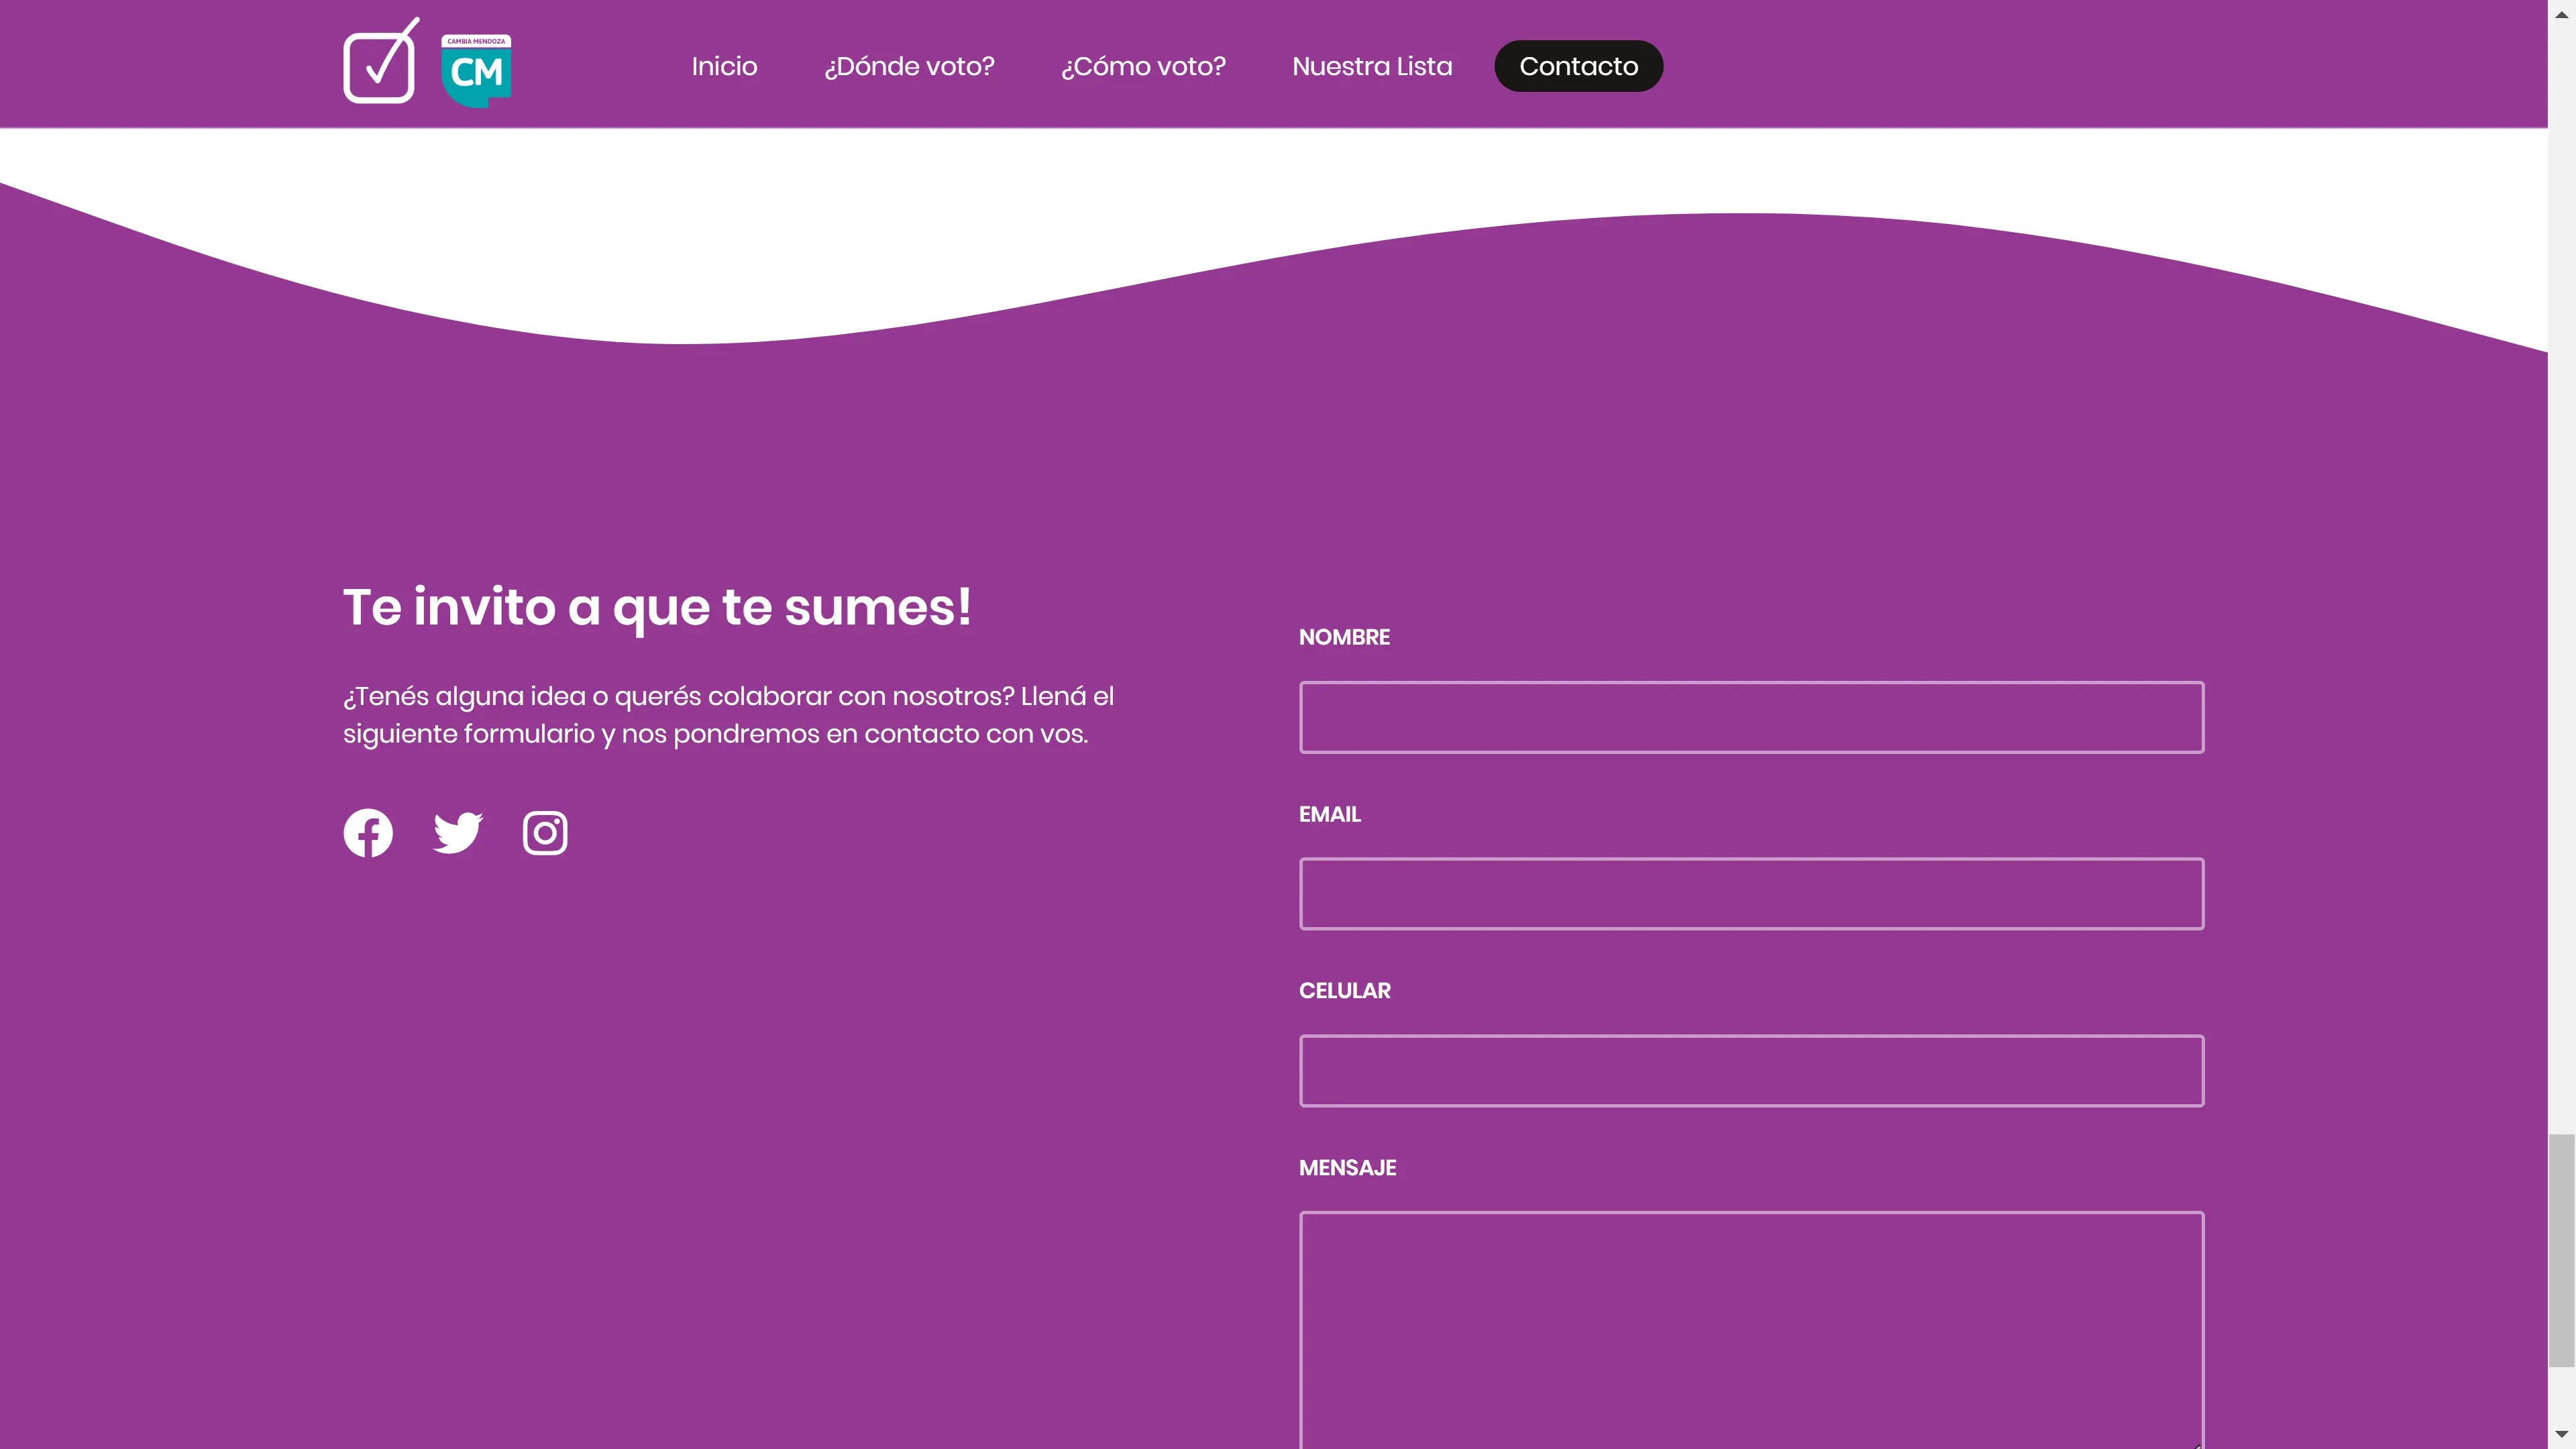 CAMBIA MENDOZA
CM
Inicio
¿Dónde voto?
¿Cómo voto?
Nuestra Lista
Contacto
Te invito a que te sumes!
¿Tenés alguna idea o querés colaborar con nosotros? Llená el
siguiente formulario y nos pondremos en contacto con vos.
NOMBRE
EMAIL
CELULAR
MENSAJE